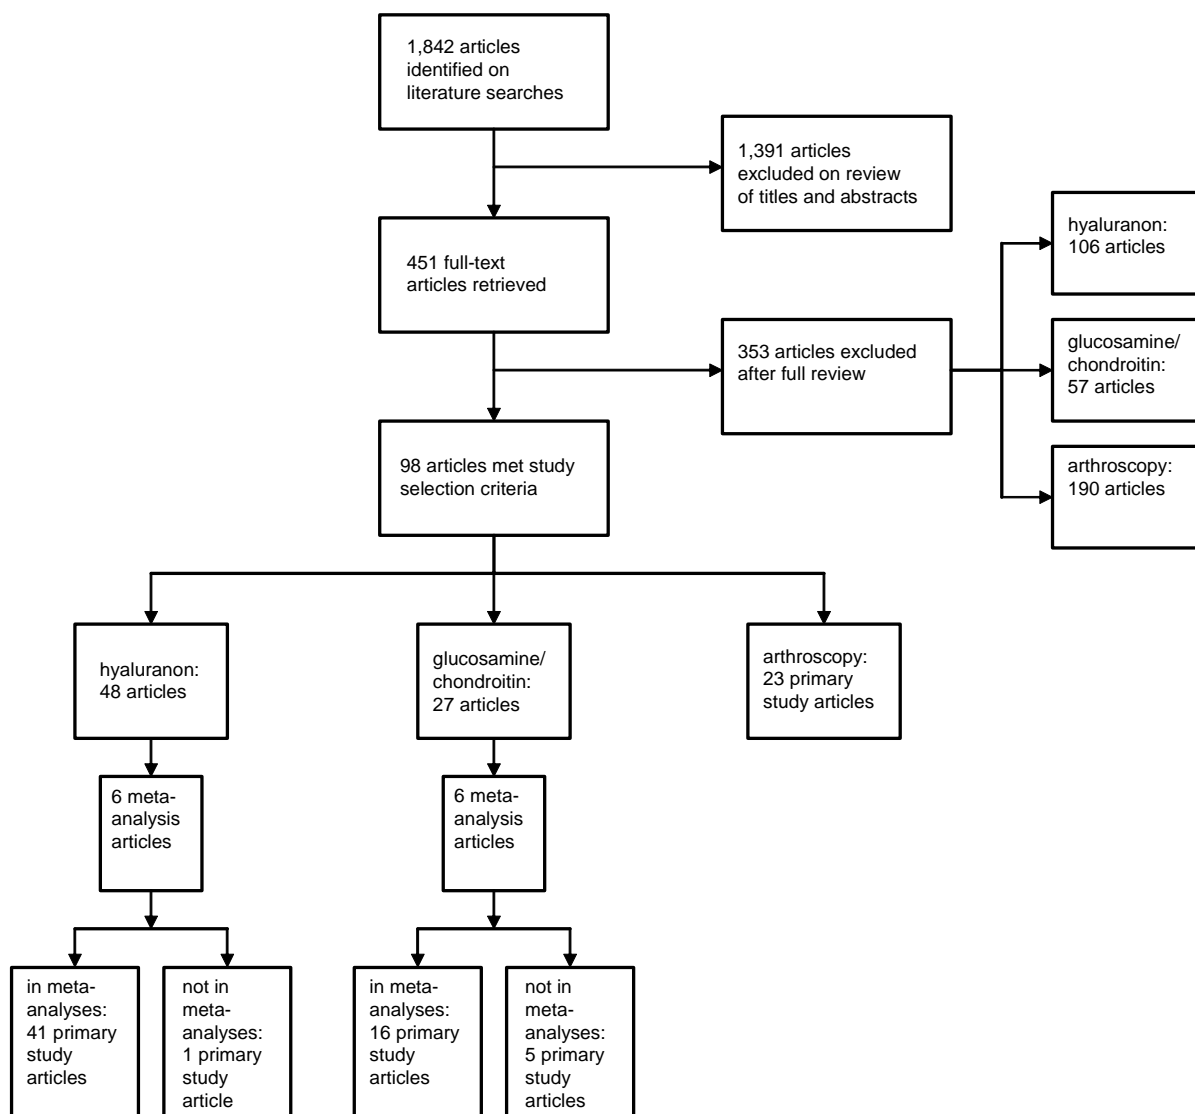 1,842 articles
identified on
literature searches
1,391 articles
excluded on review
of titles and abstracts
451 full-text
articles retrieved
hyaluranon:
106 articles
353 articles excluded
after full review
glucosamine/
chondroitin:
57 articles
98 articles met study
selection criteria
arthroscopy:
190 articles
hyaluranon:
48 articles
glucosamine/
chondroitin:
27 articles
arthroscopy:
23 primary
study articles
6 meta-
analysis
articles
6 meta-
analysis
articles
in meta-
analyses:
41 primary
study
articles
not in
meta-
analyses:
1 primary
study
article
in meta-
analyses:
16 primary
study
articles
not in
meta-
analyses:
5 primary
study
articles